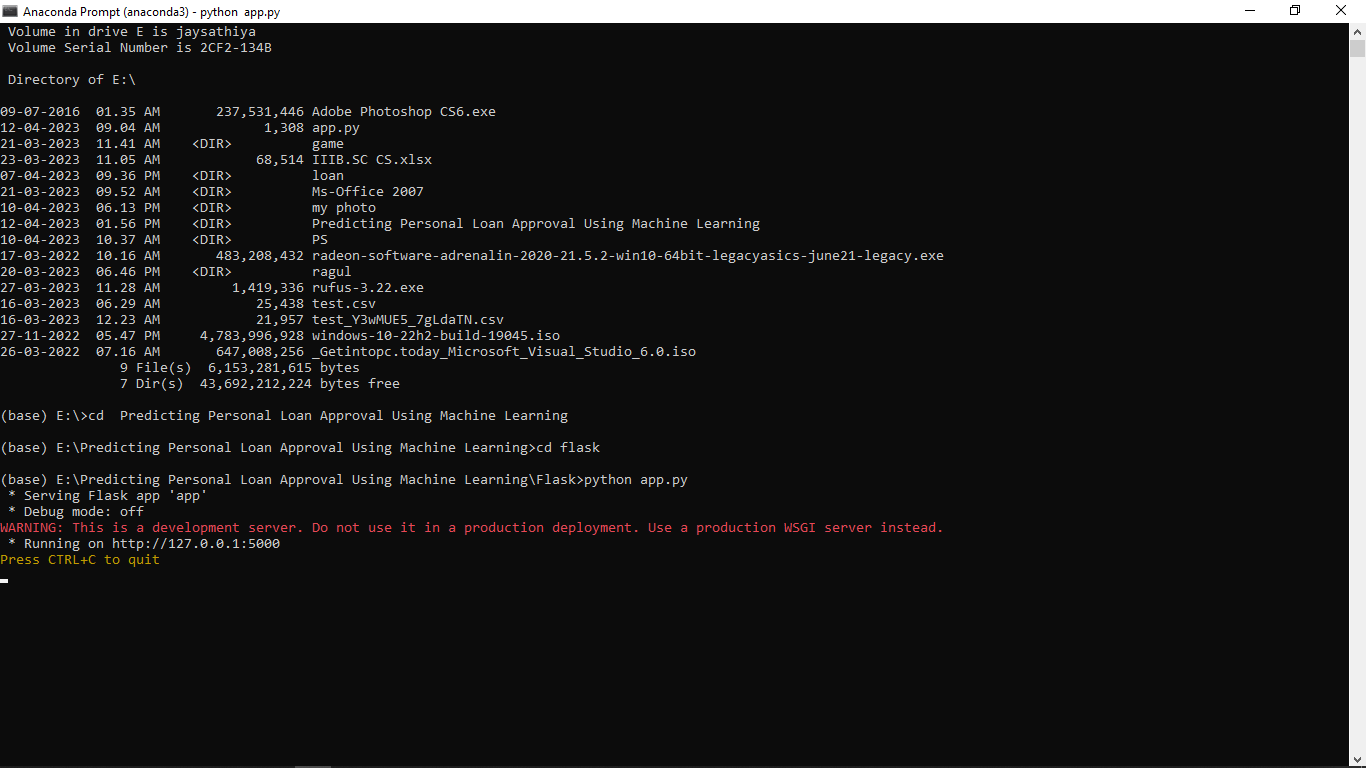 Anaconda Prompt (anaconda3) - python  app.py
 Volume in drive E is jaysathiya
 Volume Serial Number is 2CF2-134B
 Directory of E:\
09-07-2016  01.35 AM       237,531,446 Adobe Photoshop CS6.exe
12-04-2023  09.04 AM             1,308 app.py
21-03-2023  11.41 AM    <DIR>          game
23-03-2023  11.05 AM            68,514 IIIB.SC CS.xlsx
07-04-2023  09.36 PM    <DIR>          loan
21-03-2023  09.52 AM    <DIR>          Ms-Office 2007
10-04-2023  06.13 PM    <DIR>          my photo
12-04-2023  01.56 PM    <DIR>          Predicting Personal Loan Approval Using Machine Learning
10-04-2023  10.37 AM    <DIR>          PS
17-03-2022  10.16 AM       483,208,432 radeon-software-adrenalin-2020-21.5.2-win10-64bit-legacyasics-june21-legacy.exe
20-03-2023  06.46 PM    <DIR>          ragul
27-03-2023  11.28 AM         1,419,336 rufus-3.22.exe
16-03-2023  06.29 AM            25,438 test.csv
16-03-2023  12.23 AM            21,957 test_Y3wMUE5_7gLdaTN.csv
27-11-2022  05.47 PM     4,783,996,928 windows-10-22h2-build-19045.iso
26-03-2022  07.16 AM       647,008,256 _Getintopc.today_Microsoft_Visual_Studio_6.0.iso
               9 File(s)  6,153,281,615 bytes
               7 Dir(s)  43,692,212,224 bytes free
(base) E:\>cd  Predicting Personal Loan Approval Using Machine Learning
(base) E:\Predicting Personal Loan Approval Using Machine Learning>cd flask
(base) E:\Predicting Personal Loan Approval Using Machine Learning\Flask>python app.py
 * Serving Flask app 'app'
 * Debug mode: off
WARNING: This is a development server. Do not use it in a production deployment. Use a production WSGI server instead.
 * Running on http://127.0.0.1:5000
Press CTRL+C to quit